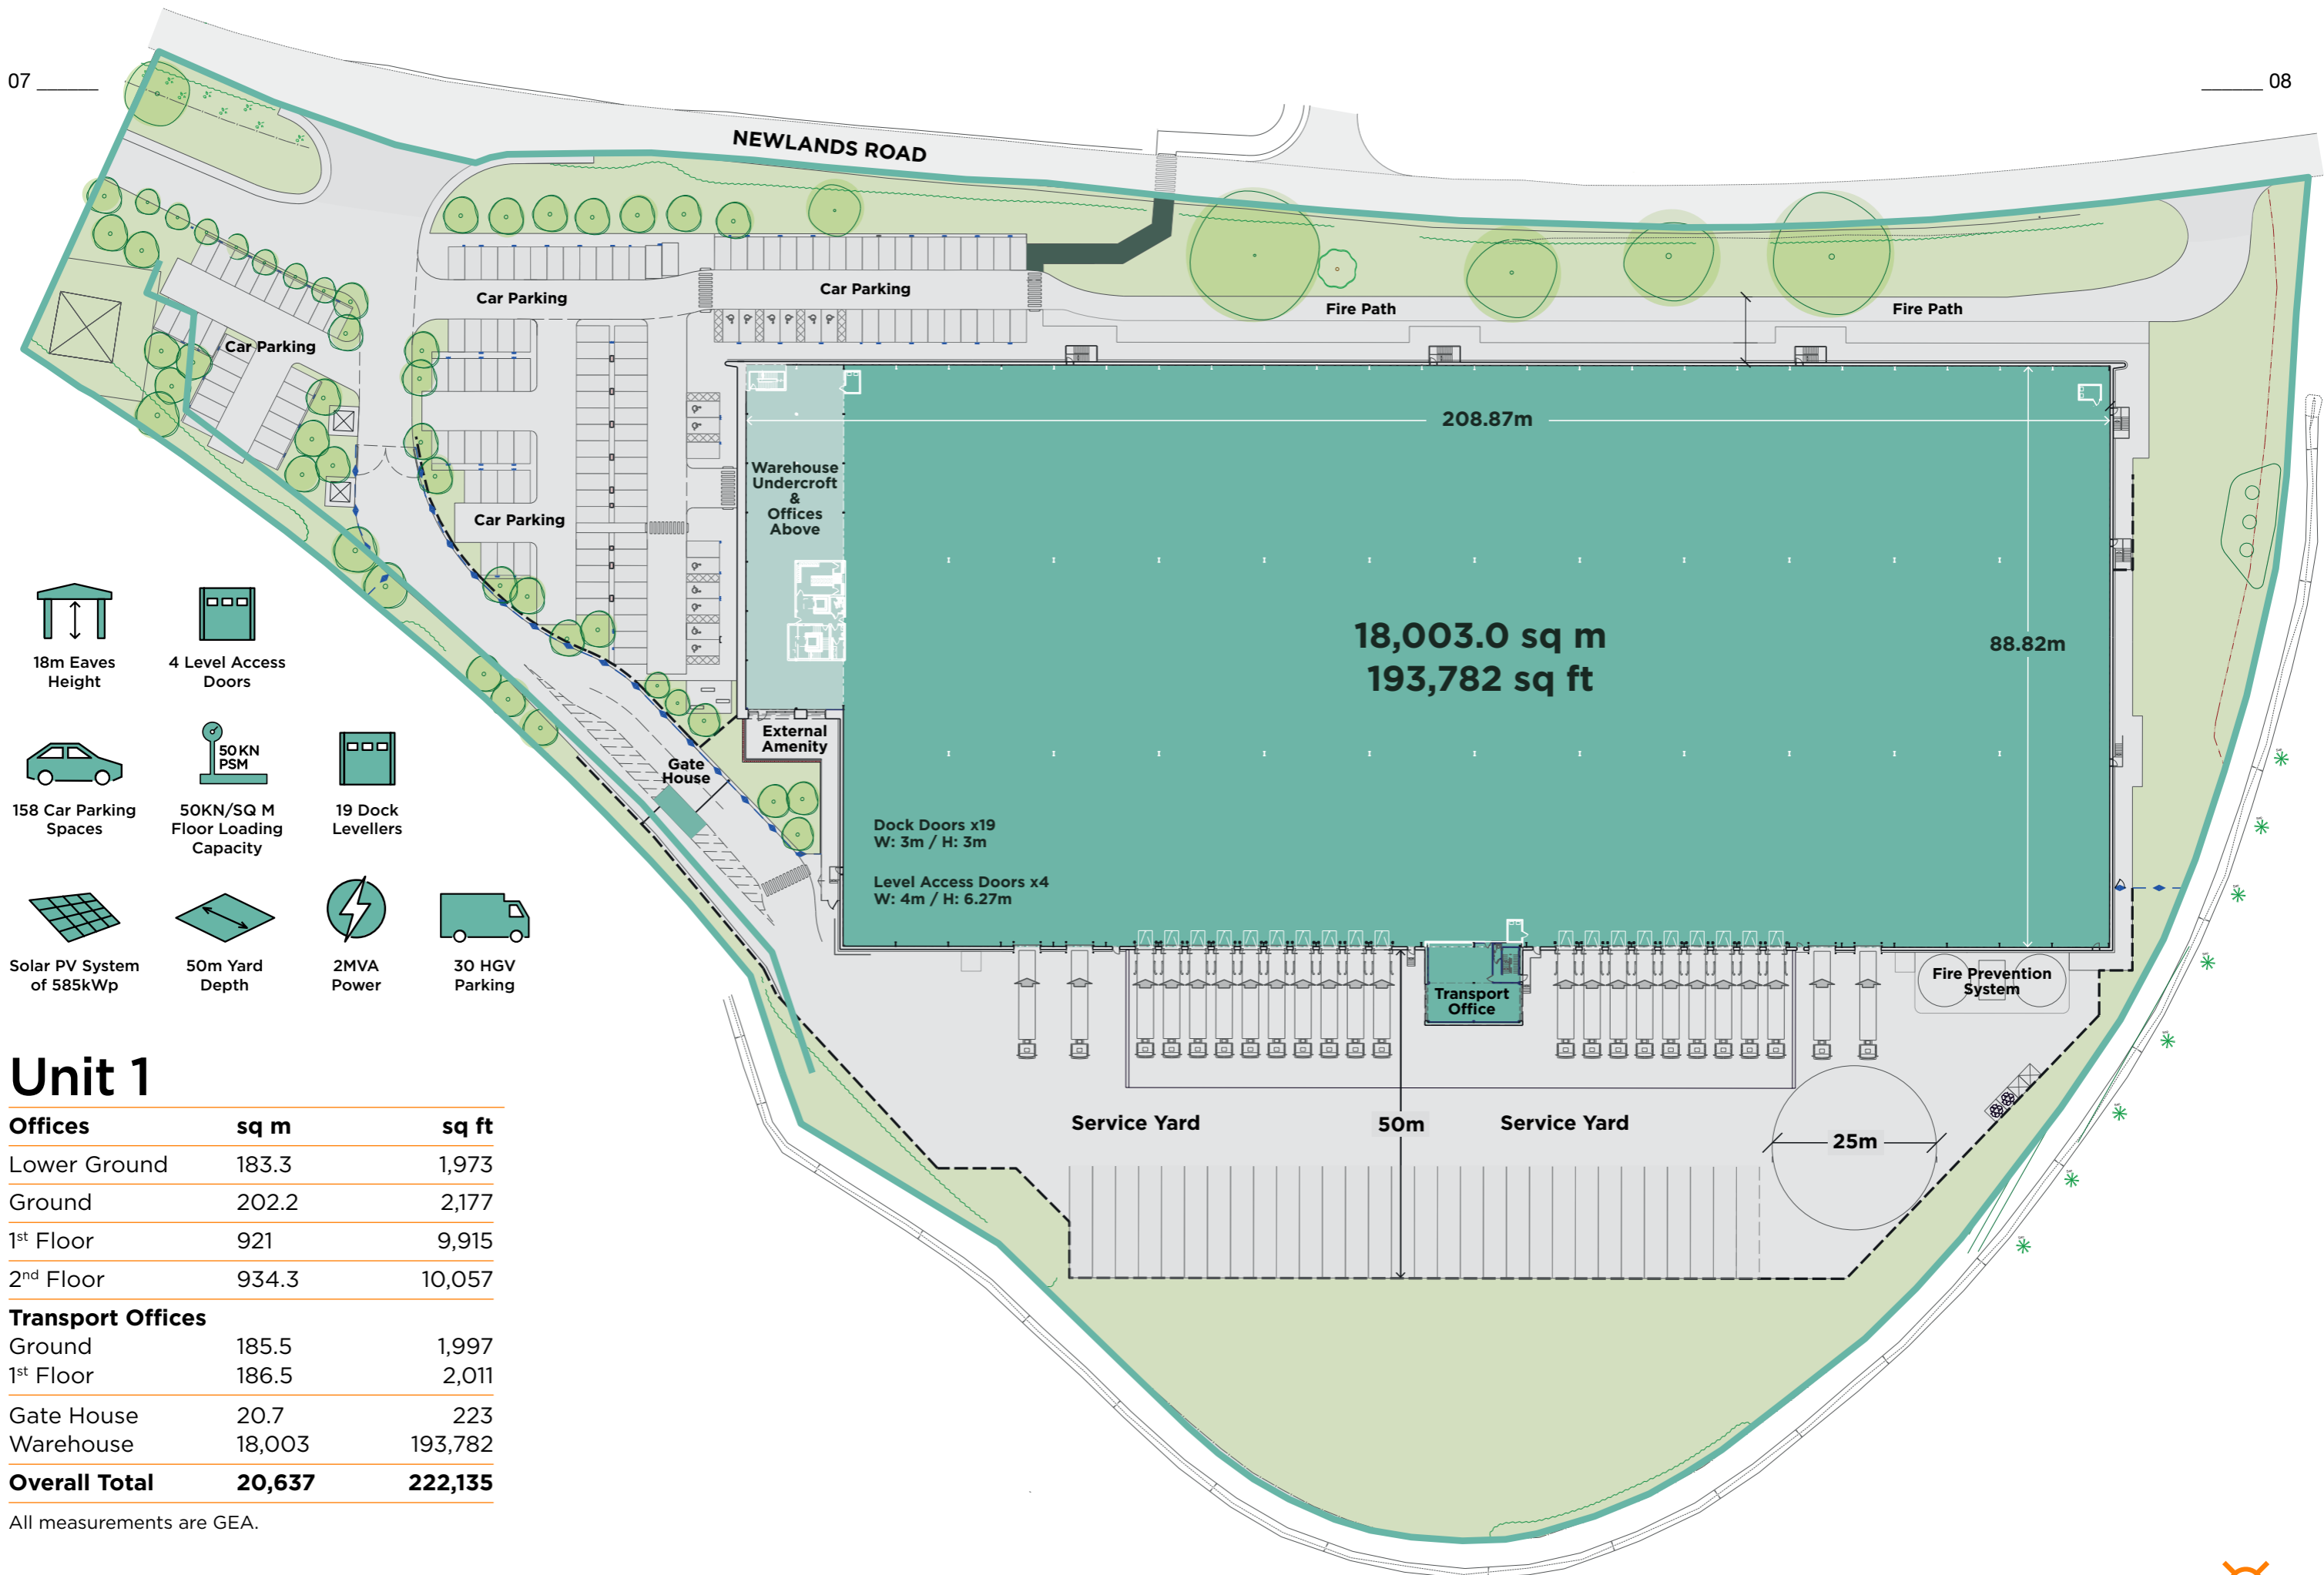 07
08
NEWLANDS ROAD
Car Parking
Car Parking
Fire Path
Fire Path
Car Parking
208.87m
Warehouse
Undercroft
&
Offices
Above
Car Parking
18,003.0 sq m
193,782 sq ft
88.82m
External
Amenity
Gate
House
Dock Doors x19
W: 3m / H: 3m
Level Access Doors x4
W: 4m / H: 6.27m
Transport
Office
Fire Prevention
System
Service Yard
50m
Service Yard
25m
18m Eaves
Height
4 Level Access
Doors
50 KN
PSM
158 Car Parking
Spaces
50KN/SQ M
Floor Loading
Capacity
19 Dock
Levellers
Solar PV System
of 585kWp
50m Yard
Depth
2MVA
Power
30 HGV
Parking
Unit 1
Offices sq m sq ft
Lower Ground 183.3 1,973
Ground 202.2 2,177
1st Floor 921 9,915
2nd Floor 934.3 10,057
Transport Offices
Ground 185.5 1,997
1st Floor 186.5 2,011
Gate House 20.7 223
Warehouse 18,003 193,782
Overall Total 20,637 222,135
All measurements are GEA.